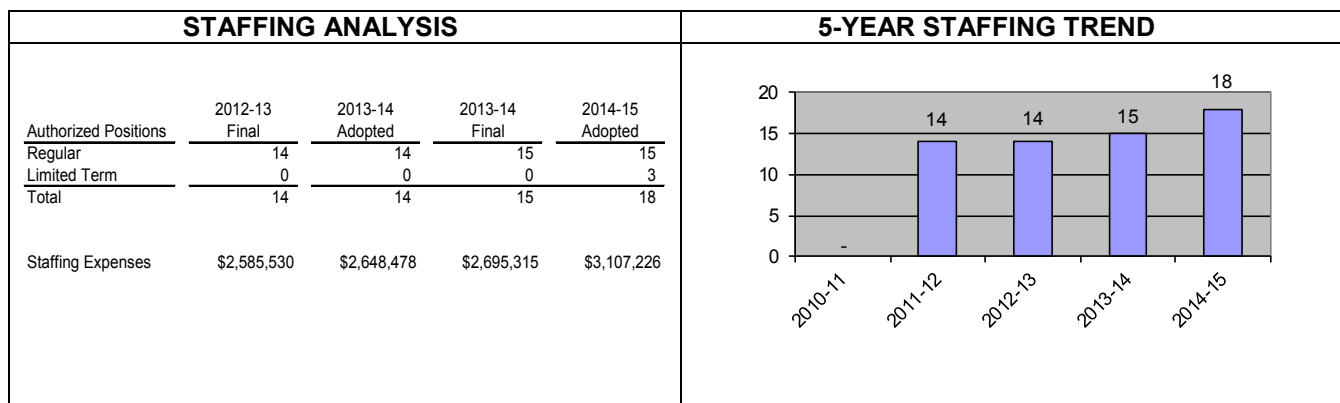 STAFFING ANALYSIS
5-YEAR STAFFING TREND
2012-13 2013-14 2013-14 2014-15
Authorized Positions Final Adopted Final Adopted
Regular 14 14 15 15
Limited Term 0 0 0 3
Total 14 14 15 18
Staffing Expenses $2,585,530 $2,648,478 $2,695,315 $3,107,226
20
15
10
5
0
- 14 14 15 18
2010-11 2011-12 2012-13 2013-14 2014-15